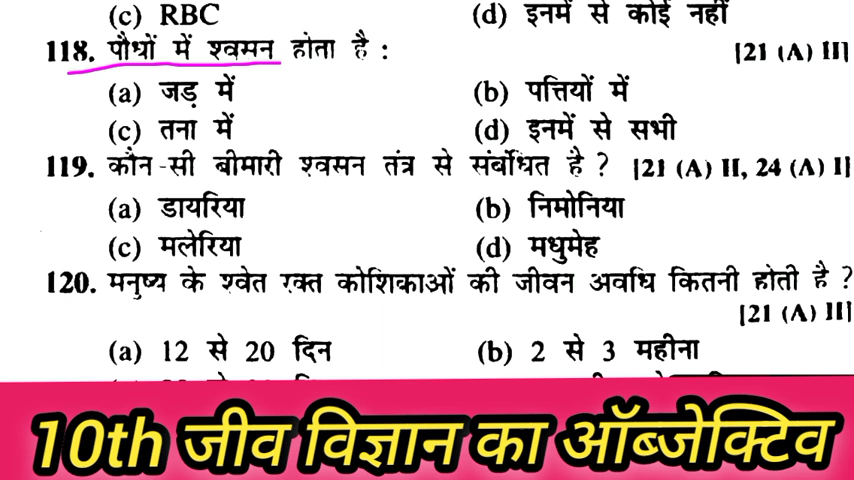 (c) RBC (d) इनमें से कोई नहीं
118. पौधों में श्वसन होता है : [21 (A) II]
(a) जड़ में (b) पत्तियों में
(c) तना में (d) इनमें से सभी
119. कौन-सी बीमारी श्वसन तंत्र से संबंधित है ? [21 (A) II, 24 (A) I]
(a) डायरिया (b) निमोनिया
(c) मलेरिया (d) मधुमेह
120. मनुष्य के श्वेत रक्त कोशिकाओं की जीवन अवधि कितनी होती है ?
[21 (A) II]
(a) 12 से 20 दिन (b) 2 से 3 महीना
10th जीव विज्ञान का ऑब्जेक्टिव